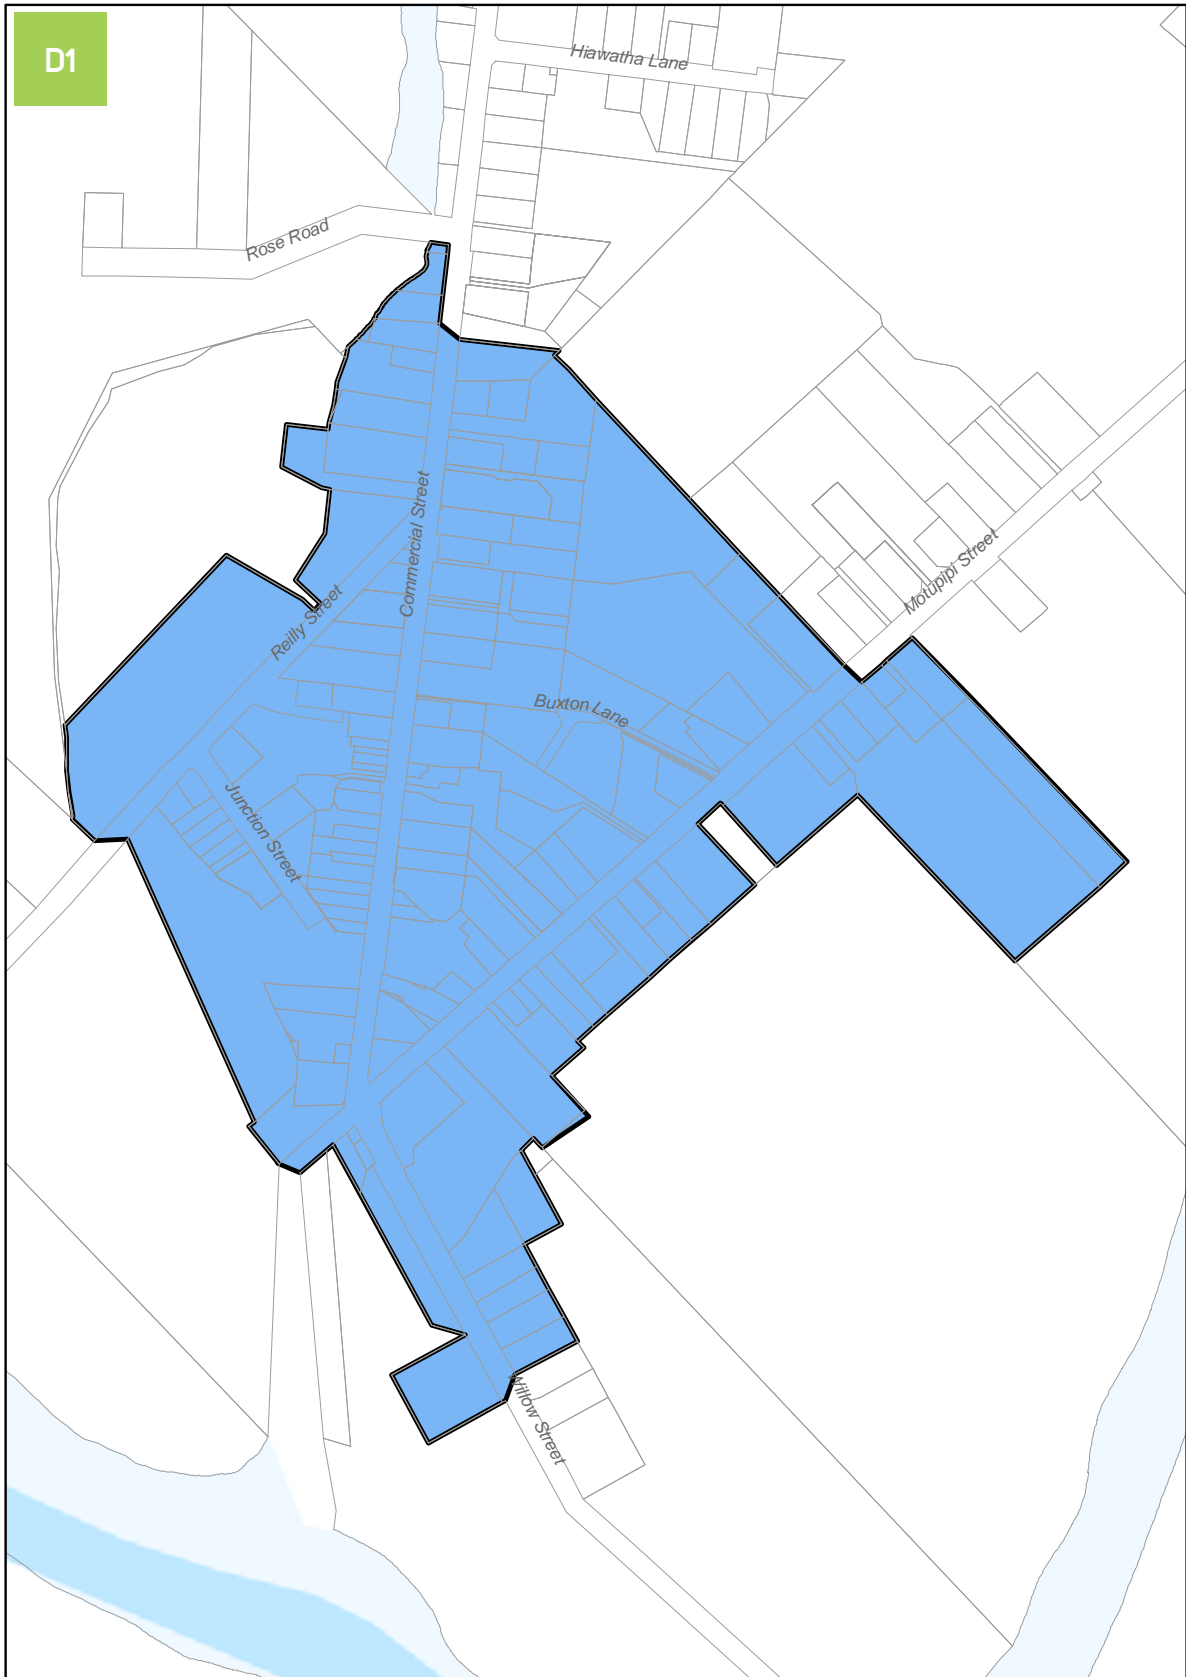 D1
Hiawatha Lane
Rose Road
Commercial Street
Motupipi Street
Reilly Street
Buxton Lane
Junction Street
Willow Street